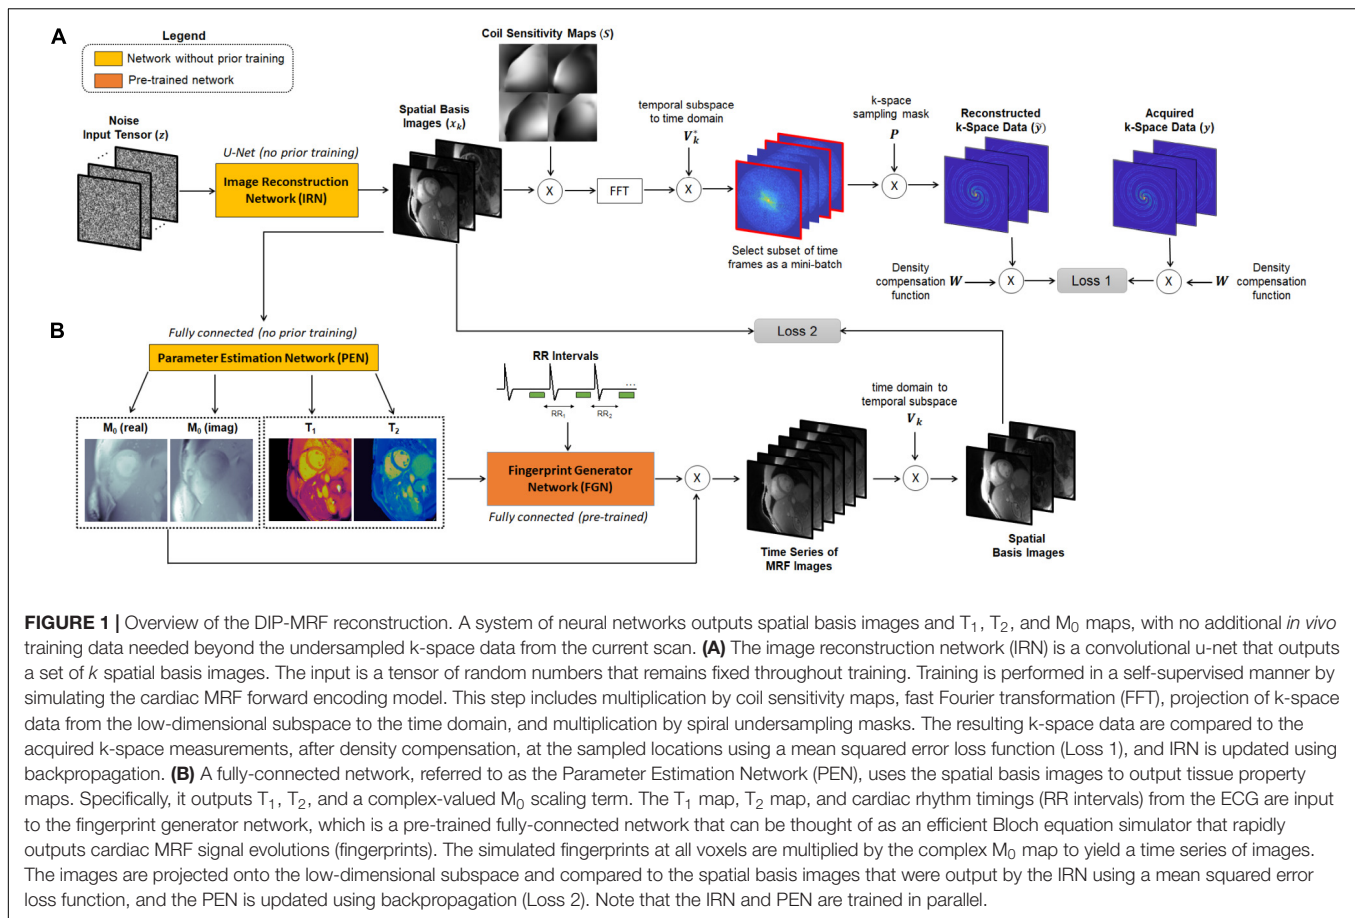 A
Legend
Network without prior training
Pre-trained network
Noise
Input Tensor (z)
U-Net (no prior training)
Image Reconstruction
Network (IRN)
Spatial Basis
Images (xₖ)
Coil Sensitivity Maps (S)
X
FFT
temporal subspace
to time domain
Vₖ*
X
Select subset of time
frames as a mini-batch
k-space
sampling mask
P
X
Reconstructed
k-Space Data (ỹ)
Acquired
k-Space Data (y)
Density
compensation W
function
X
Loss 1
X
Density
W compensation
function
B
Fully connected (no prior training)
Parameter Estimation Network (PEN)
Loss 2
M₀ (real)
M₀ (imag)
T₁
T₂
RR Intervals
...
RR₁
RR₂
Fingerprint Generator
Network (FGN)
Fully connected (pre-trained)
X
Time Series of
MRF Images
time domain to
temporal subspace
Vₖ
X
Spatial
Basis Images
FIGURE 1 | Overview of the DIP-MRF reconstruction. A system of neural networks outputs spatial basis images and T₁, T₂, and M₀ maps, with no additional in vivo
training data needed beyond the undersampled k-space data from the current scan. (A) The image reconstruction network (IRN) is a convolutional u-net that outputs
a set of k spatial basis images. The input is a tensor of random numbers that remains fixed throughout training. Training is performed in a self-supervised manner by
simulating the cardiac MRF forward encoding model. This step includes multiplication by coil sensitivity maps, fast Fourier transformation (FFT), projection of k-space
data from the low-dimensional subspace to the time domain, and multiplication by spiral undersampling masks. The resulting k-space data are compared to the
acquired k-space measurements, after density compensation, at the sampled locations using a mean squared error loss function (Loss 1), and IRN is updated using
backpropagation. (B) A fully-connected network, referred to as the Parameter Estimation Network (PEN), uses the spatial basis images to output tissue property
maps. Specifically, it outputs T₁, T₂, and a complex-valued M₀ scaling term. The T₁ map, T₂ map, and cardiac rhythm timings (RR intervals) from the ECG are input
to the fingerprint generator network, which is a pre-trained fully-connected network that can be thought of as an efficient Bloch equation simulator that rapidly
outputs cardiac MRF signal evolutions (fingerprints). The simulated fingerprints at all voxels are multiplied by the complex M₀ map to yield a time series of images.
The images are projected onto the low-dimensional subspace and compared to the spatial basis images that were output by the IRN using a mean squared error
loss function, and the PEN is updated using backpropagation (Loss 2). Note that the IRN and PEN are trained in parallel.